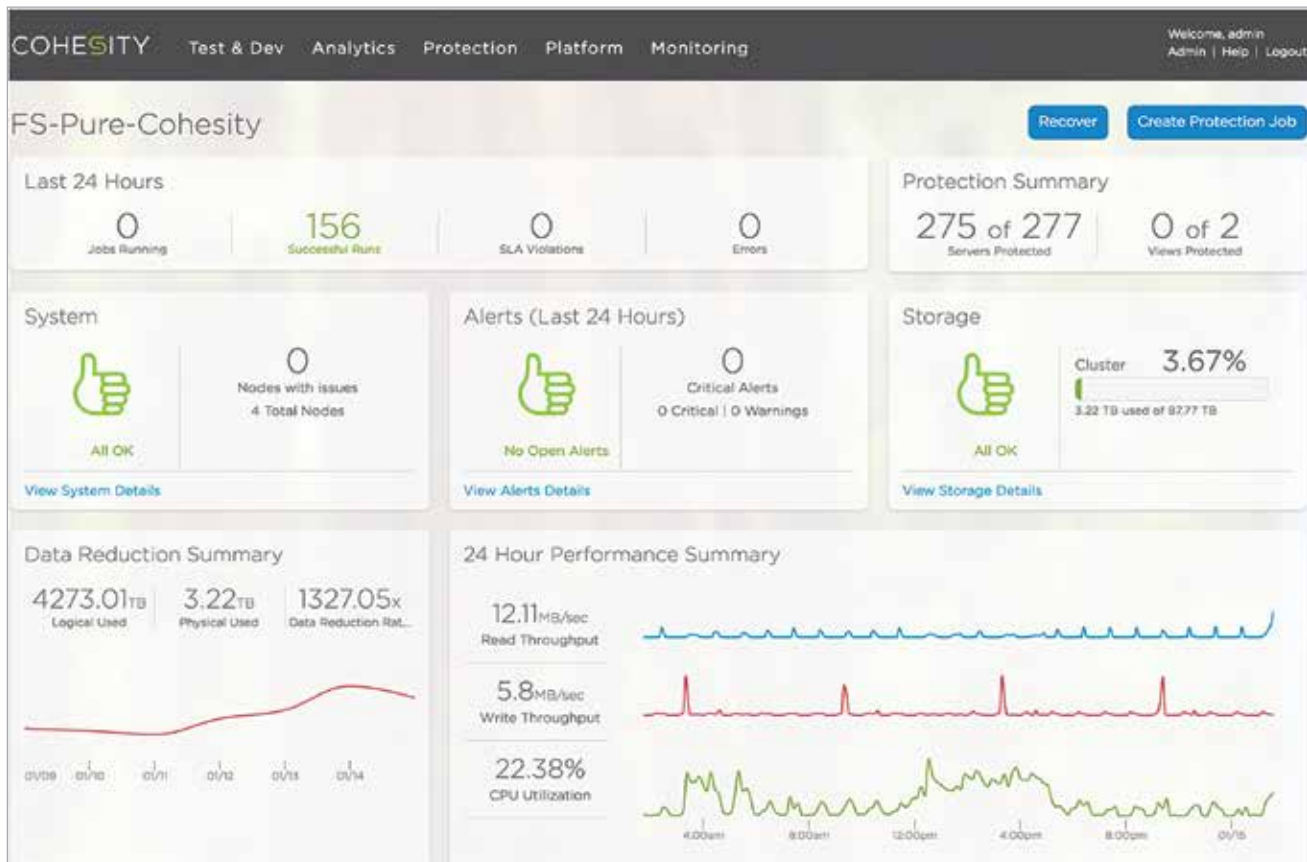 COHESITY Test & Dev Analytics Protection Platform Monitoring
Welcome, admin
Admin | Help | Logout
FS-Pure-Cohesity
Recover
Create Protection Job
Last 24 Hours
0
Jobs Running
156
Successful Runs
0
SLA Violations
0
Errors
Protection Summary
275 of 277
Servers Protected
0 of 2
Views Protected
System
All OK
0
Nodes with issues
4 Total Nodes
View System Details
Alerts (Last 24 Hours)
No Open Alerts
0
Critical Alerts
0 Critical | 0 Warnings
View Alerts Details
Storage
All OK
Cluster 3.67%
3.22 TB used of 87.77 TB
View Storage Details
Data Reduction Summary
4273.01TB
Logical Used
3.22TB
Physical Used
1327.05x
Data Reduction Rat...
01/09 01/10 01/11 01/12 01/13 01/14
24 Hour Performance Summary
12.11MB/sec
Read Throughput
5.8MB/sec
Write Throughput
22.38%
CPU Utilization
4:00am 8:00am 12:00pm 4:00pm 8:00pm 01/15